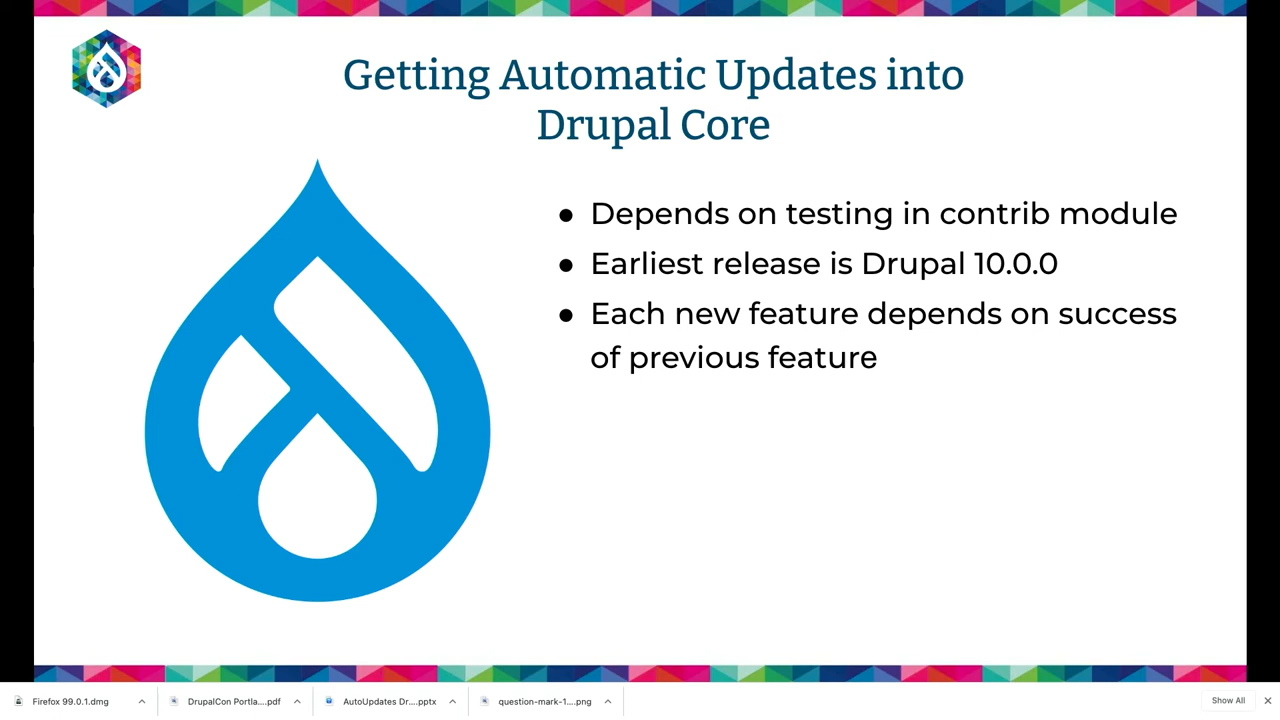 Getting Automatic Updates into
Drupal Core
● Depends on testing in contrib module
● Earliest release is Drupal 10.0.0
● Each new feature depends on success
of previous feature
Firefox 99.0.1.dmg
DrupalCon Portla....pdf
AutoUpdates Dr....pptx
question-mark-1....png
Show All